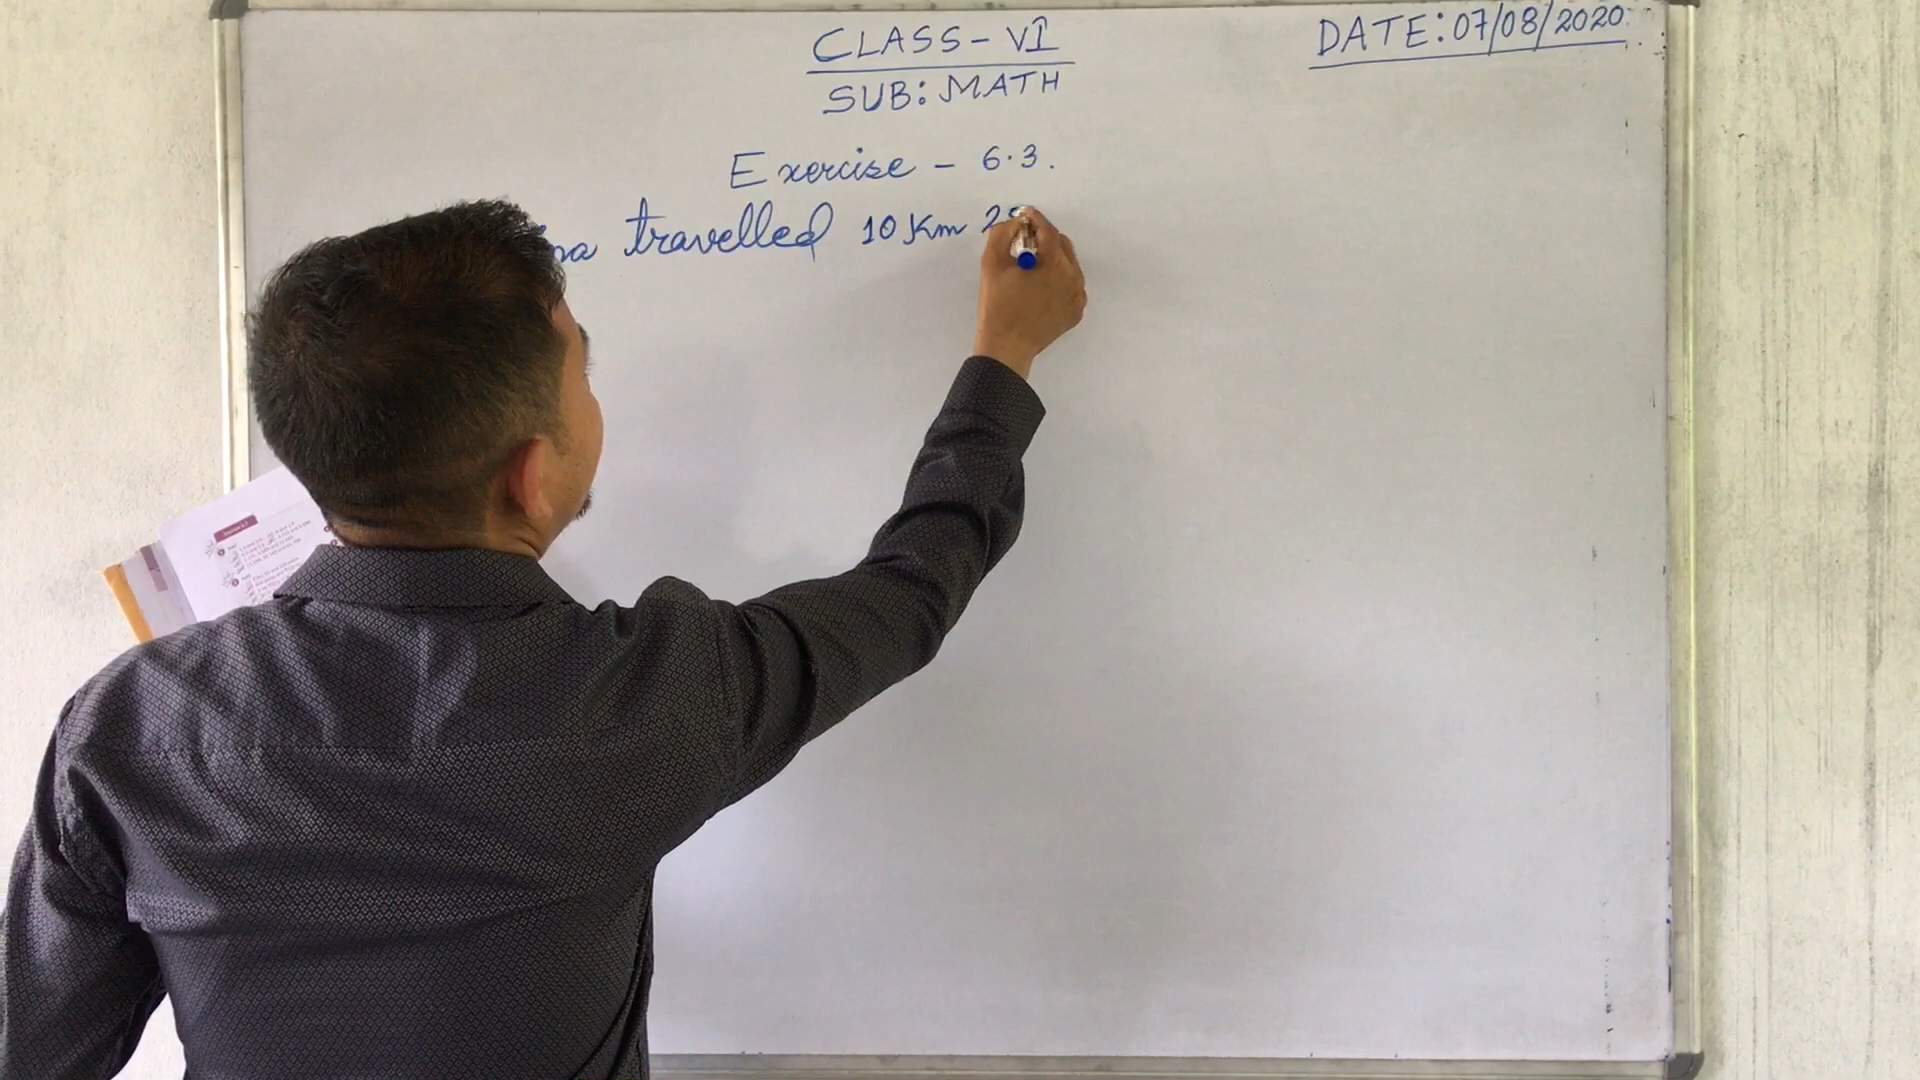 CLASS-VI
DATE: 07/08/2020
SUB: MATH
Exercise - 6.3.
travelled 10 Km